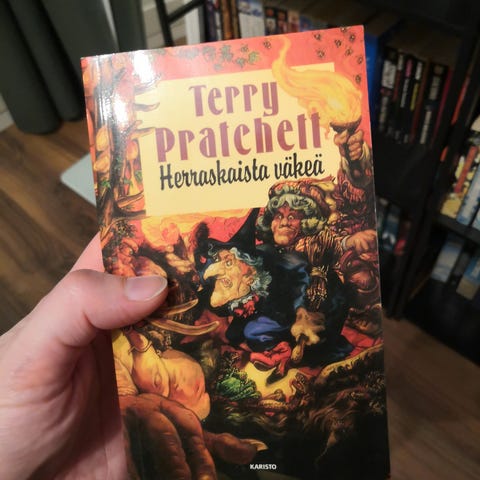 Terry
Pratchett
Herraskaista väkeä
KARISTO